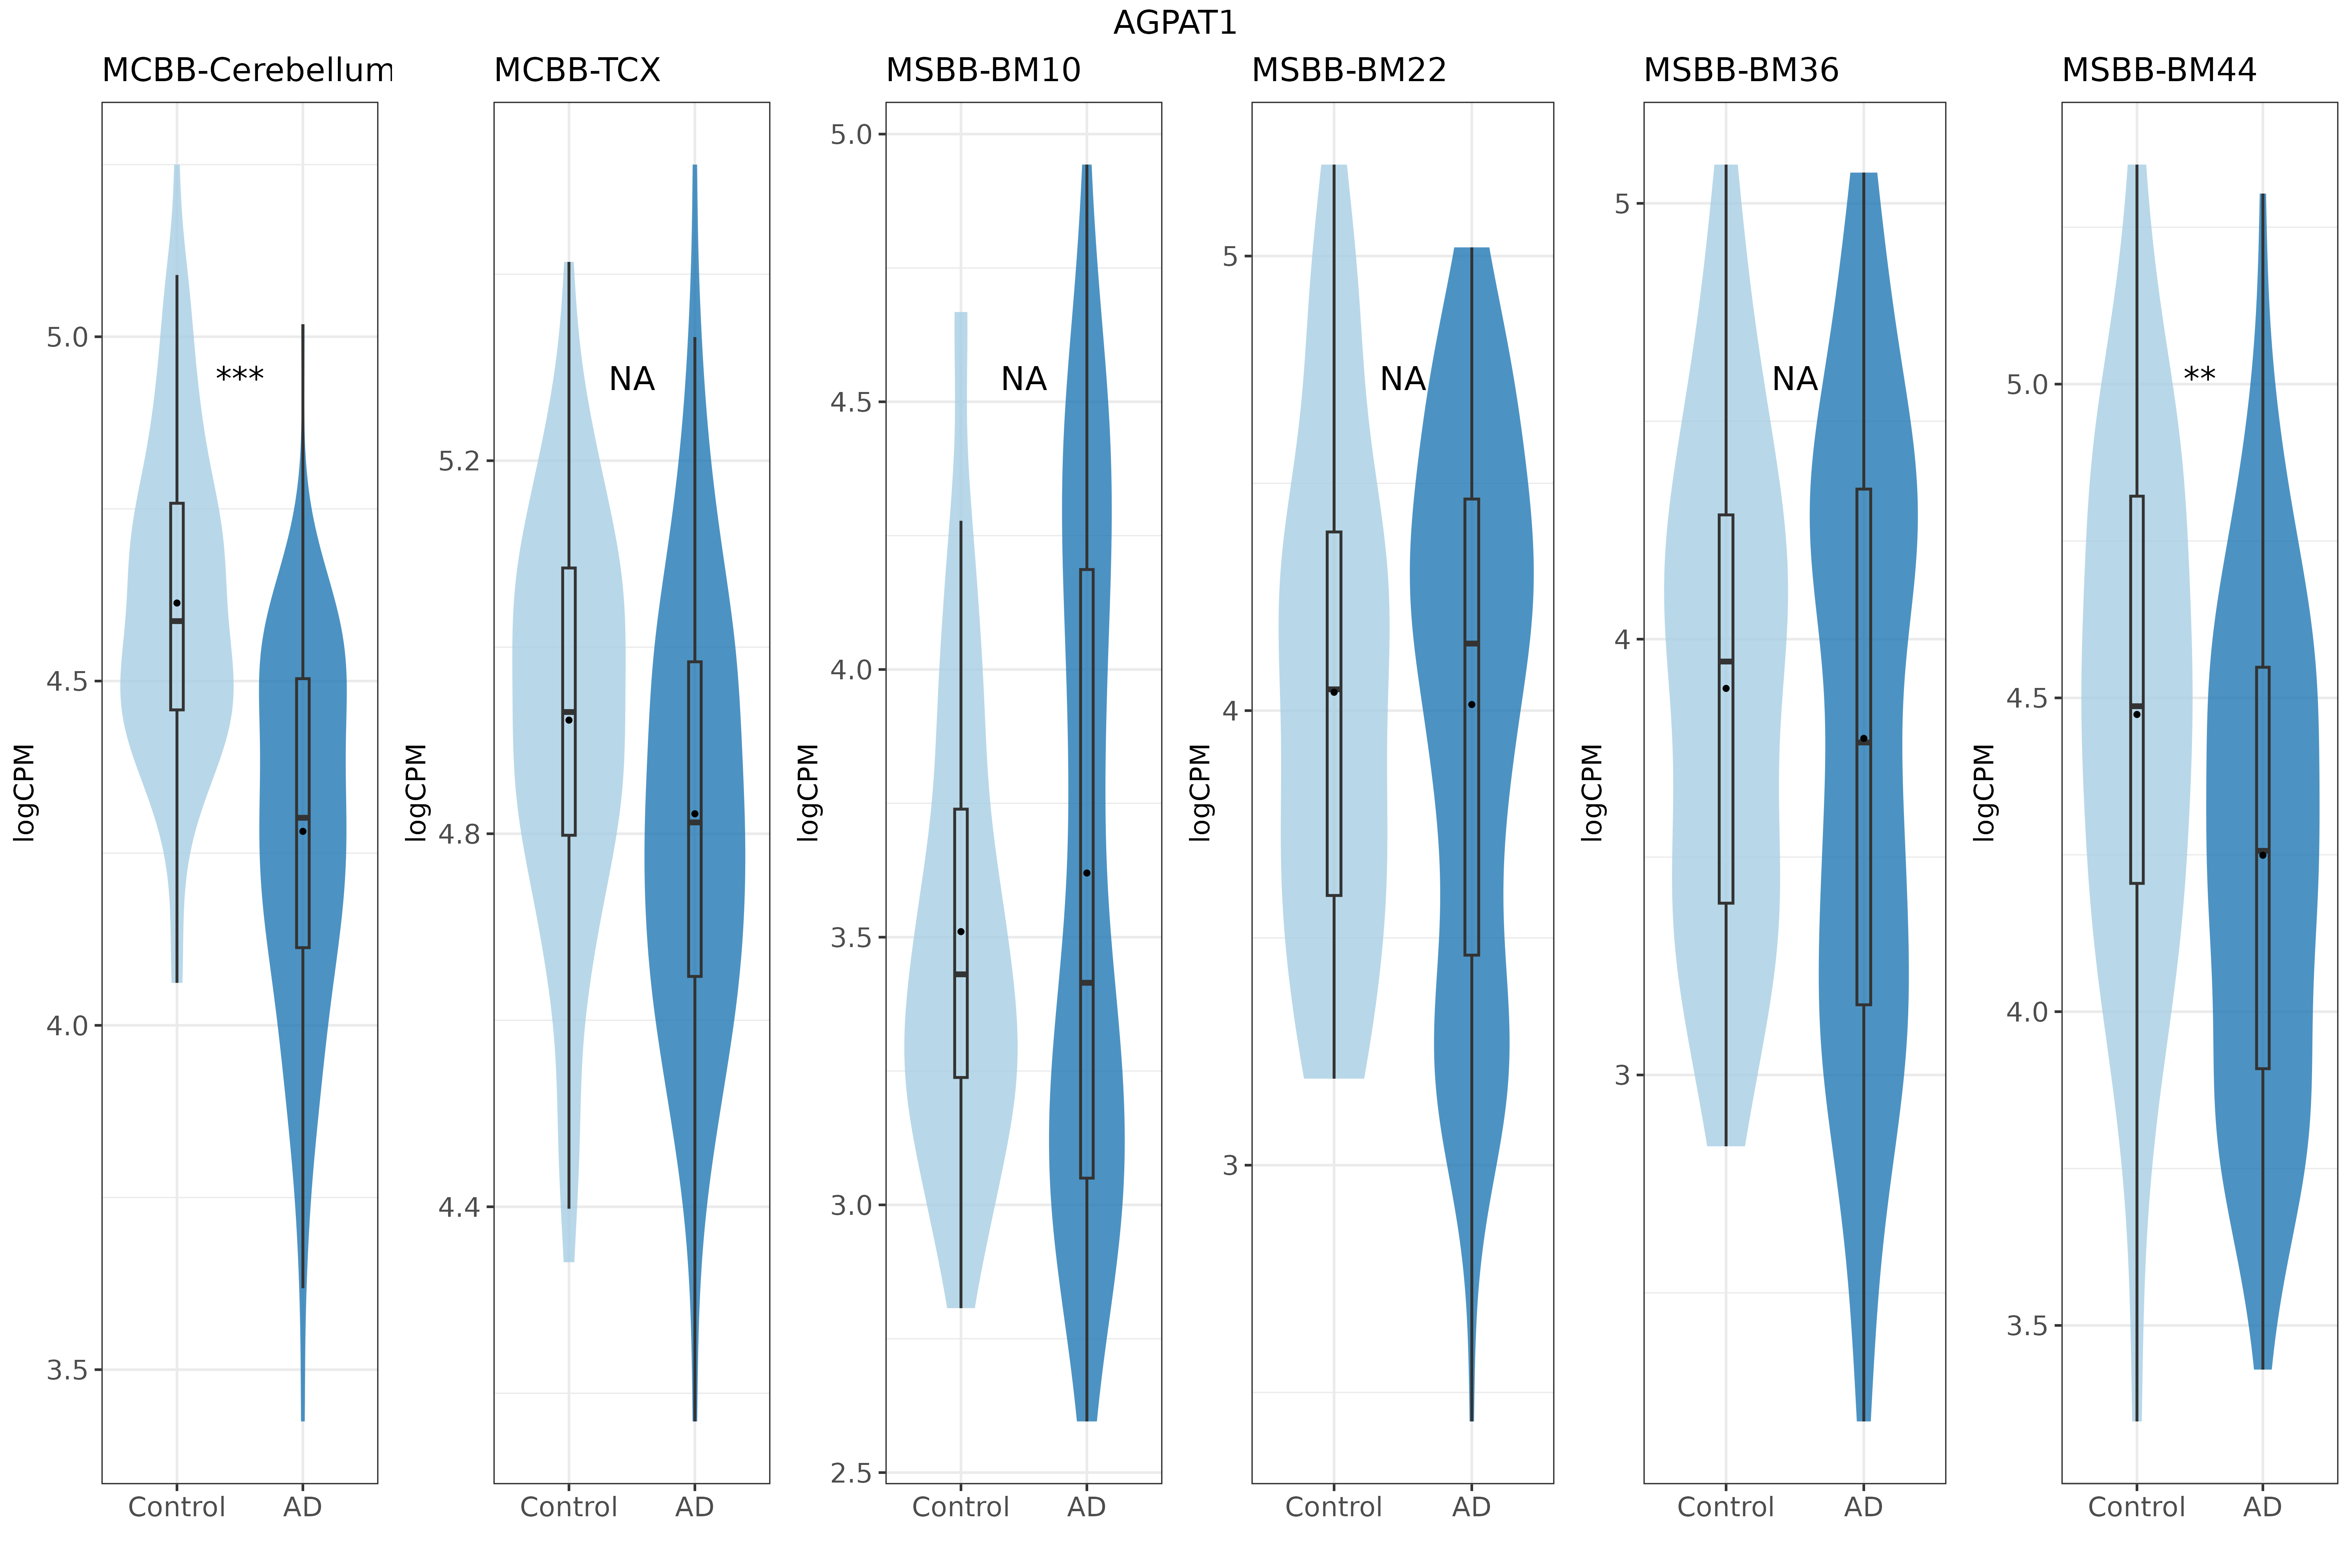 AGPAT1
MCBB-Cerebellum
logCPM
5.0
4.5
4.0
3.5
***
Control
AD
MCBB-TCX
logCPM
5.2
4.8
4.4
NA
Control
AD
MSBB-BM10
logCPM
5.0
4.5
4.0
3.5
3.0
2.5
NA
Control
AD
MSBB-BM22
logCPM
5
4
3
NA
Control
AD
MSBB-BM36
logCPM
5
4
3
NA
Control
AD
MSBB-BM44
logCPM
5.0
4.5
4.0
3.5
**
Control
AD